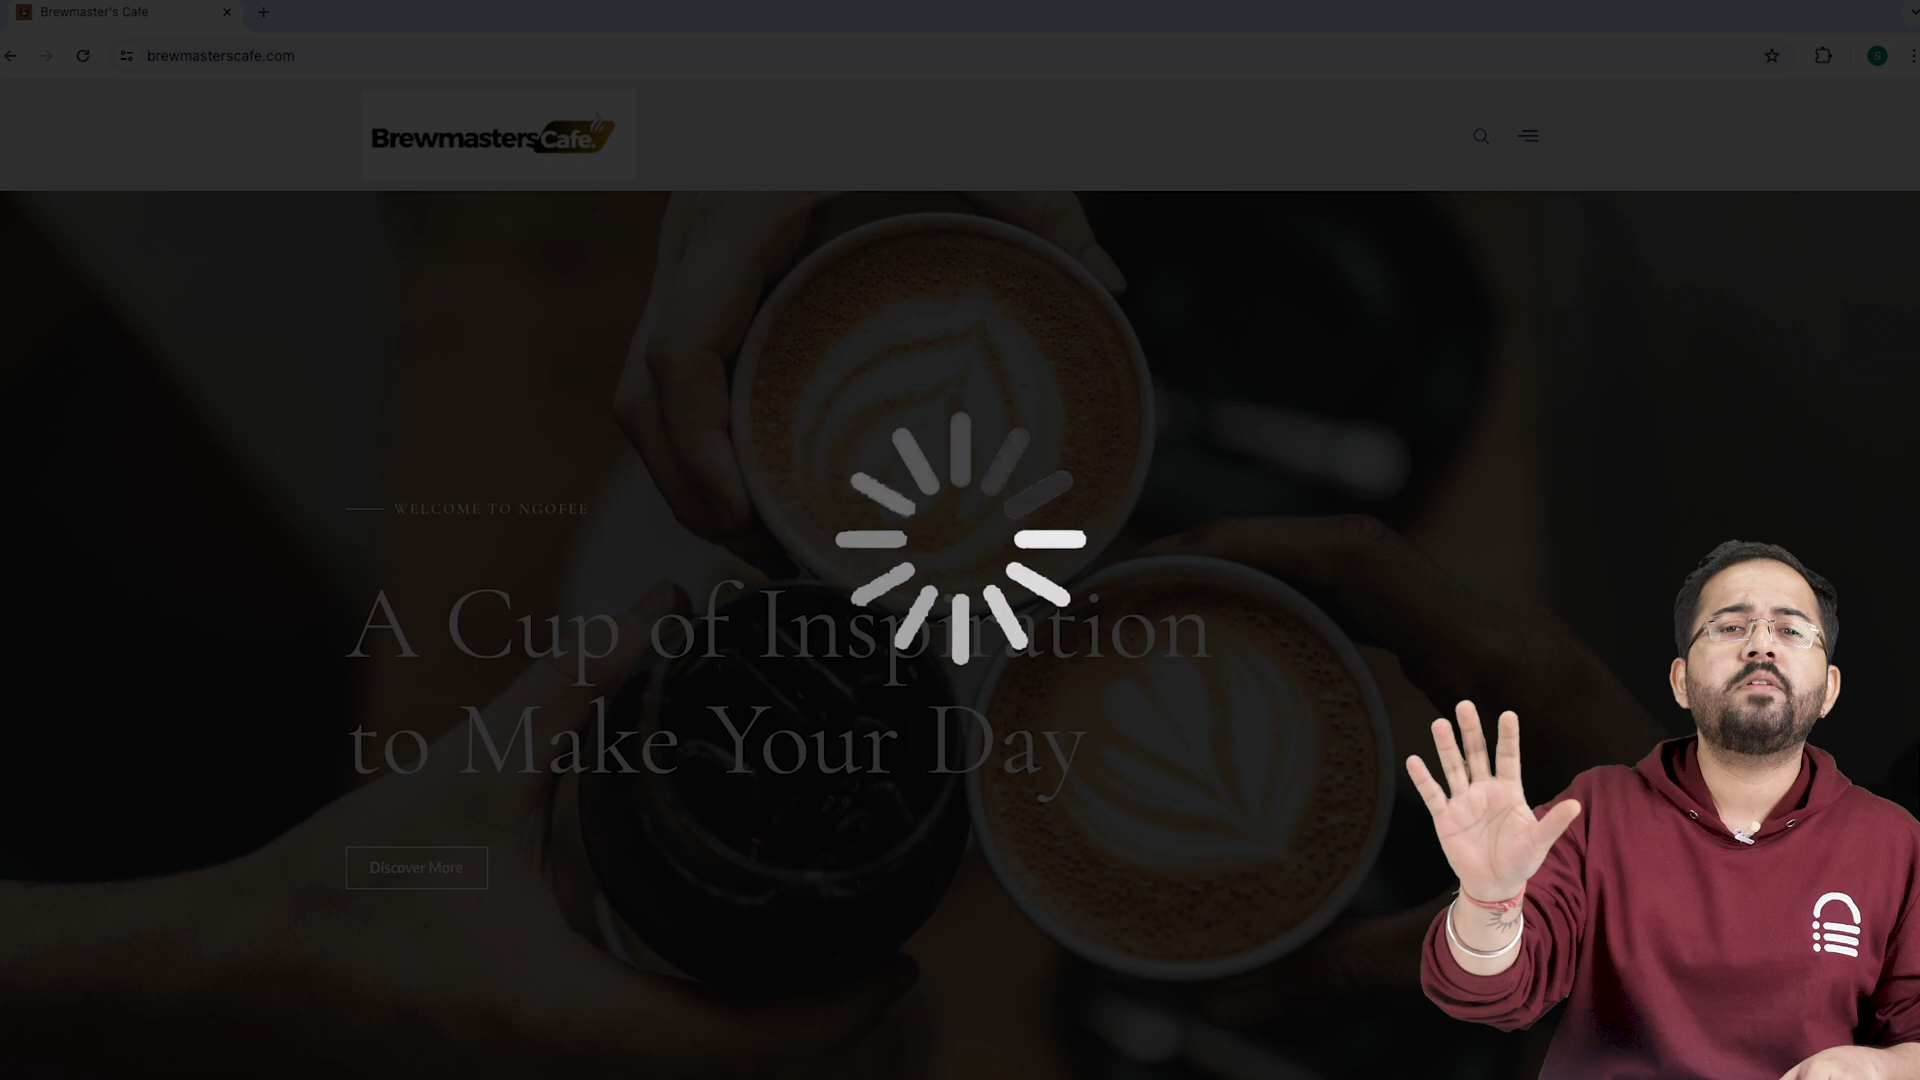 Brewmaster's Cafe
brewmasterscafe.com
S
BrewmastersCafe.
WELCOME TO NGOFEE
A Cup of Inspiration
to Make Your Day
Discover More